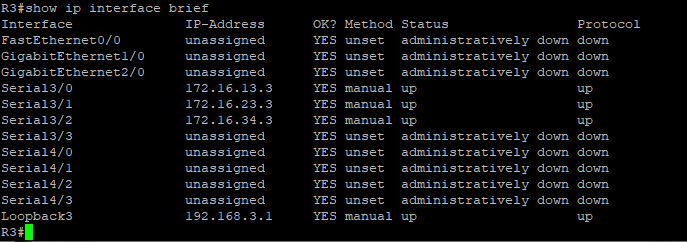 R3#show ip interface brief
Interface              IP-Address      OK? Method Status                Protocol
FastEthernet0/0        unassigned      YES unset  administratively down down
GigabitEthernet1/0     unassigned      YES unset  administratively down down
GigabitEthernet2/0     unassigned      YES unset  administratively down down
Serial3/0              172.16.13.3     YES manual up                    up
Serial3/1              172.16.23.3     YES manual up                    up
Serial3/2              172.16.34.3     YES manual up                    up
Serial3/3              unassigned      YES unset  administratively down down
Serial4/0              unassigned      YES unset  administratively down down
Serial4/1              unassigned      YES unset  administratively down down
Serial4/2              unassigned      YES unset  administratively down down
Serial4/3              unassigned      YES unset  administratively down down
Loopback3              192.168.3.1     YES manual up                    up
R3#